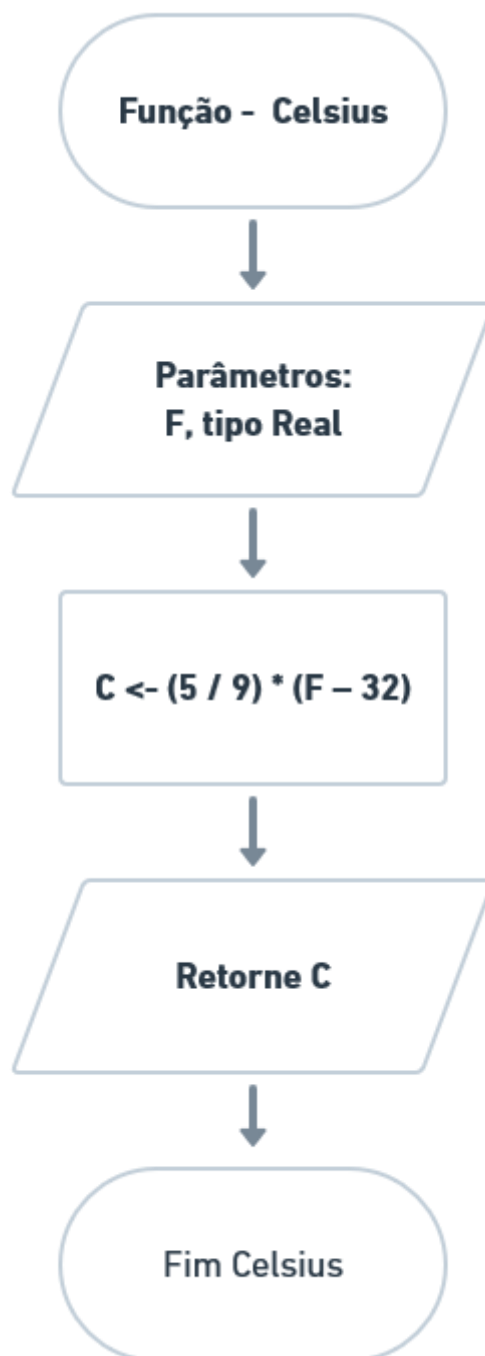 Função - Celsius
Parâmetros:
F, tipo Real
C <- (5 / 9) * (F – 32)
Retorne C
Fim Celsius